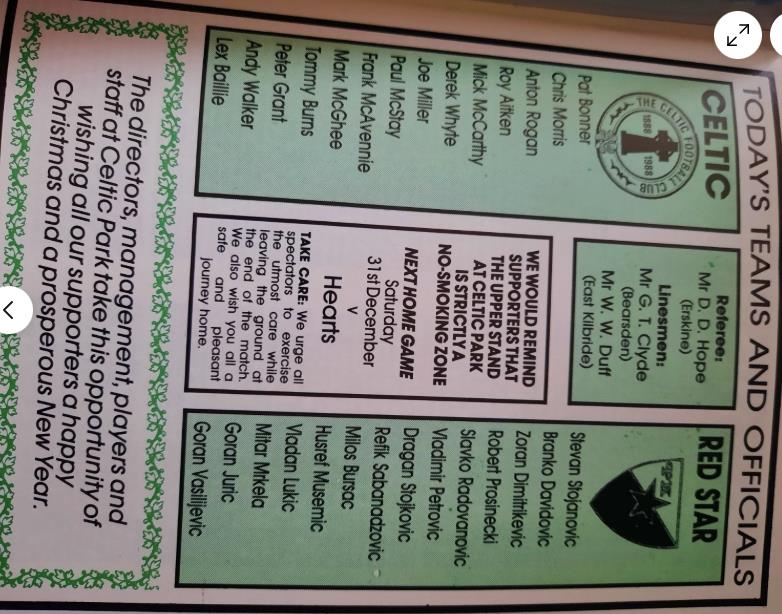 TODAY'S TEAMS AND OFFICIALS
CELTIC
THE CELTIC FOOTBALL CLUB
1888 1988
Pat Bonner
Chris Morris
Anton Rogan
Roy Aitken
Mick McCarthy
Derek Whyte
Joe Miller
Paul McStay
Frank McAvennie
Mark McGhee
Tommy Burns
Peter Grant
Andy Walker
Lex Baillie
Referee:
Mr D. D. Hope
(Erskine)
Linesmen:
Mr G. T. Clyde
(Bearsden)
Mr W. W. Duff
(East Kilbride)
WE WOULD REMIND
SUPPORTERS THAT
THE UPPER STAND
AT CELTIC PARK
IS STRICTLY A
NO-SMOKING ZONE
NEXT HOME GAME
Saturday
31st December
v
Hearts
TAKE CARE: We urge all
spectators to exercise
the utmost care while
leaving the ground at
the end of the match.
We also wish you all a
safe and pleasant
journey home.
RED STAR
Stevan Stojanovic
Branko Davidovic
Zoran Dimitrikevic
Robert Prosinecki
Slavko Radovanovic
Vladimir Petrovic
Dragan Stojkovic
Refik Sabanadzovic
Milos Bursac
Husref Musemic
Vladan Lukic
Mitar Mrkela
Goran Juric
Goran Vasilijevic
The directors, management, players and
staff at Celtic Park take this opportunity of
wishing all our supporters a happy
Christmas and a prosperous New Year.